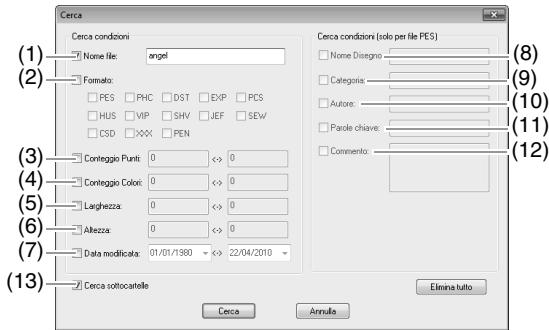 Cerca
Cerca condizioni
(1) Nome file: angel
(2) Formato:
PES PHC DST EXP PCS
HUS VIP SHV JEF SEW
CSD XXX PEN
(3) Conteggio Punti: 0 <-> 0
(4) Conteggio Colori: 0 <-> 0
(5) Larghezza: 0 <-> 0
(6) Altezza: 0 <-> 0
(7) Data modificata: 01/01/1980 <-> 22/04/2010
(13) Cerca sottocartelle
Cerca condizioni (solo per file PES)
Nome Disegno (8)
Categoria: (9)
Autore: (10)
Parole chiave: (11)
Commento: (12)
Elimina tutto
Cerca Annulla